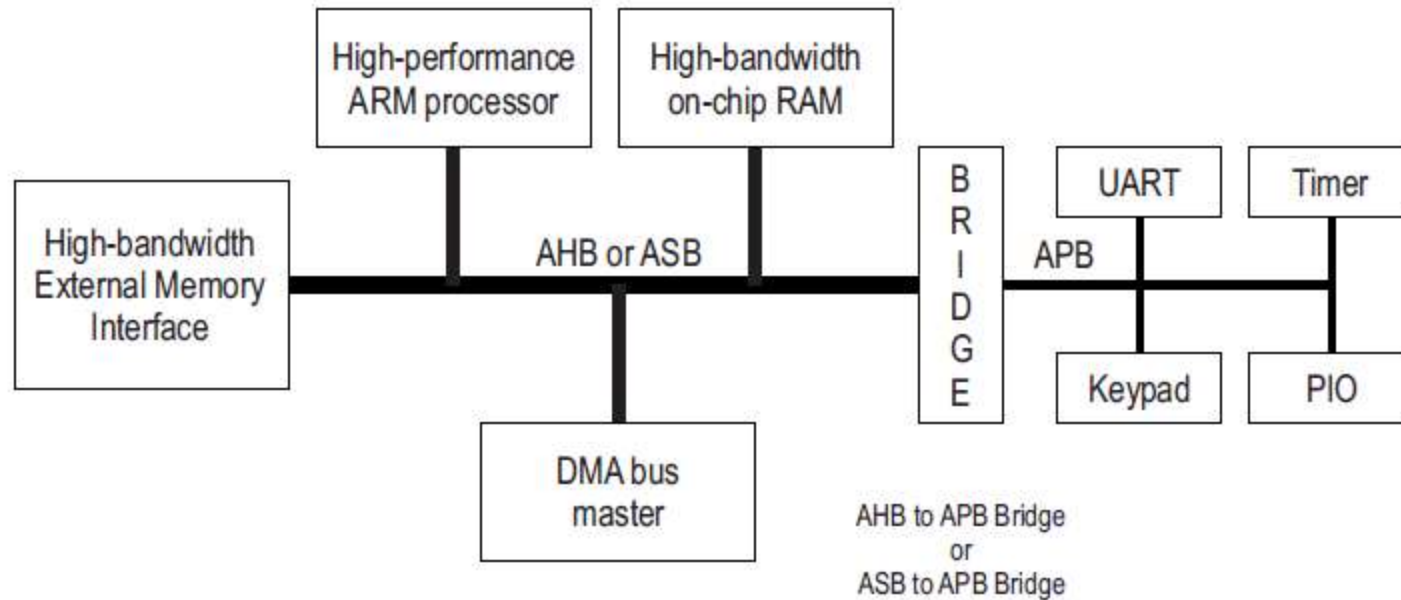 High-performance
ARM processor
High-bandwidth
on-chip RAM
High-bandwidth
External Memory
Interface
AHB or ASB
B
R
I
D
G
E
APB
UART
Timer
Keypad
PIO
DMA bus
master
AHB to APB Bridge
or
ASB to APB Bridge